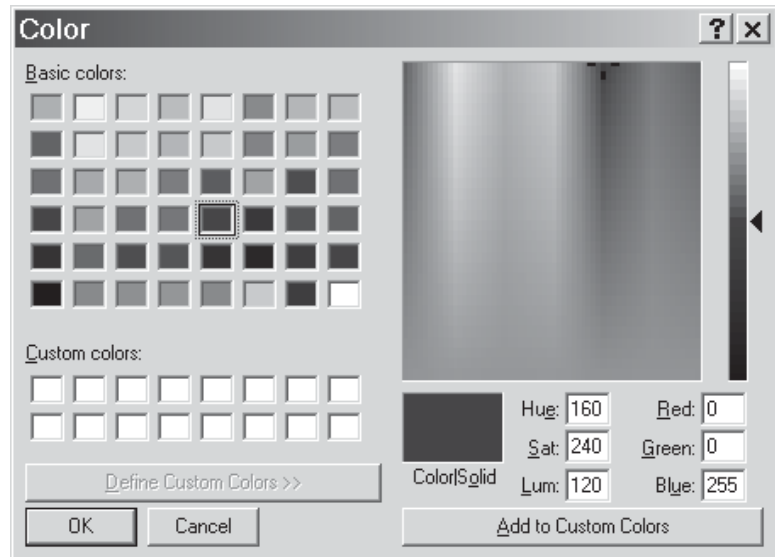 Color
? ×
Basic colors:
Custom colors:
Define Custom Colors >>
OK Cancel
Color|Solid
Hue: 160
Sat: 240
Lum: 120
Red: 0
Green: 0
Blue: 255
Add to Custom Colors